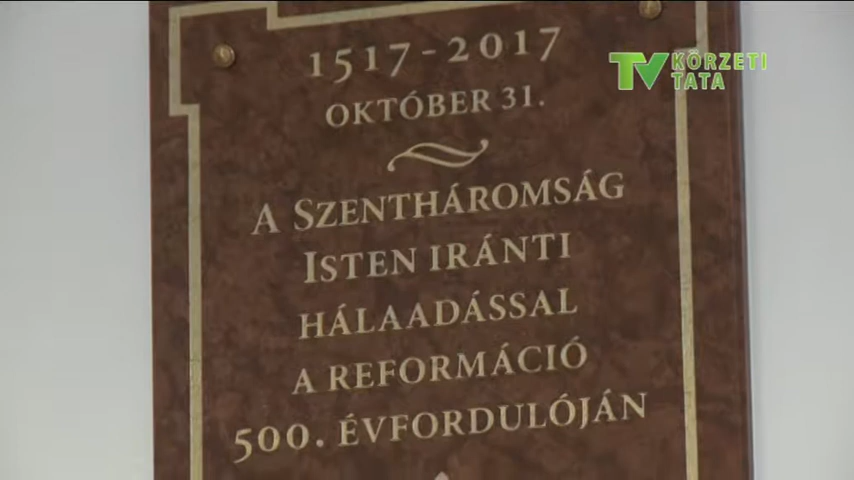 1517-2017
OKTÓBER 31.
A SZENTHÁROMSÁG
ISTEN IRÁNTI
HÁLAADÁSSAL
A REFORMÁCIÓ
500. ÉVFORDULÓJÁN
TV KÖRZETI
TATA